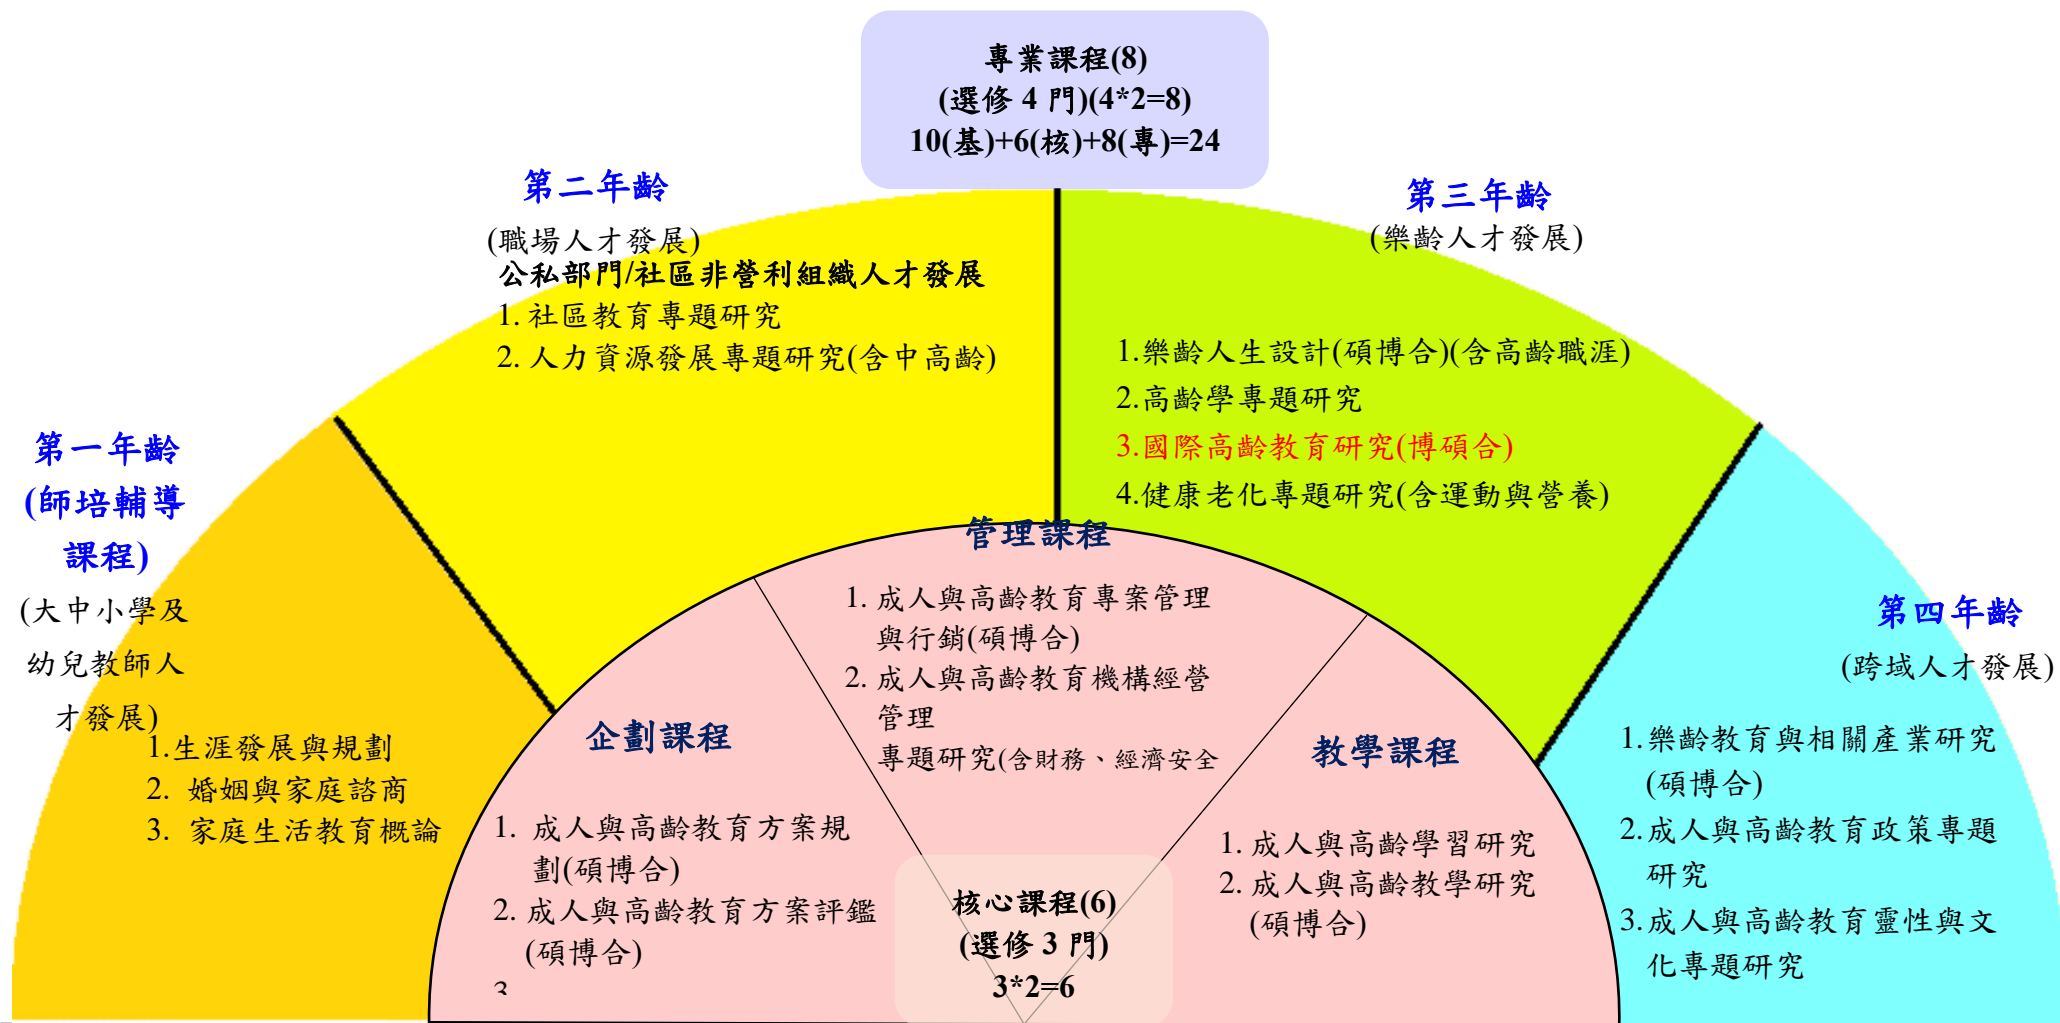 專業課程(8)
(選修 4 門)(4*2=8)
10(基)+6(核)+8(專)=24
第二年齡
(職場人才發展)
公私部門/社區非營利組織人才發展
1. 社區教育專題研究
2. 人力資源發展專題研究(含中高齡)
第三年齡
(樂齡人才發展)
1.樂齡人生設計(碩博合)(含高齡職涯)
2.高齡學專題研究
3.國際高齡教育研究(博碩合)
4.健康老化專題研究(含運動與營養)
第一年齡
(師培輔導
課程)
(大中小學及
幼兒教師人
才發展)
1.生涯發展與規劃
2. 婚姻與家庭諮商
3. 家庭生活教育概論
第四年齡
(跨域人才發展)
1.樂齡教育與相關產業研究
(碩博合)
2.成人與高齡教育政策專題
研究
3.成人與高齡教育靈性與文
化專題研究
管理課程
1. 成人與高齡教育專案管理
與行銷(碩博合)
2. 成人與高齡教育機構經營
管理
專題研究(含財務、經濟安全
企劃課程
1. 成人與高齡教育方案規
劃(碩博合)
2. 成人與高齡教育方案評鑑
(碩博合)
3
教學課程
1. 成人與高齡學習研究
2. 成人與高齡教學研究
(碩博合)
核心課程(6)
(選修 3 門)
3*2=6